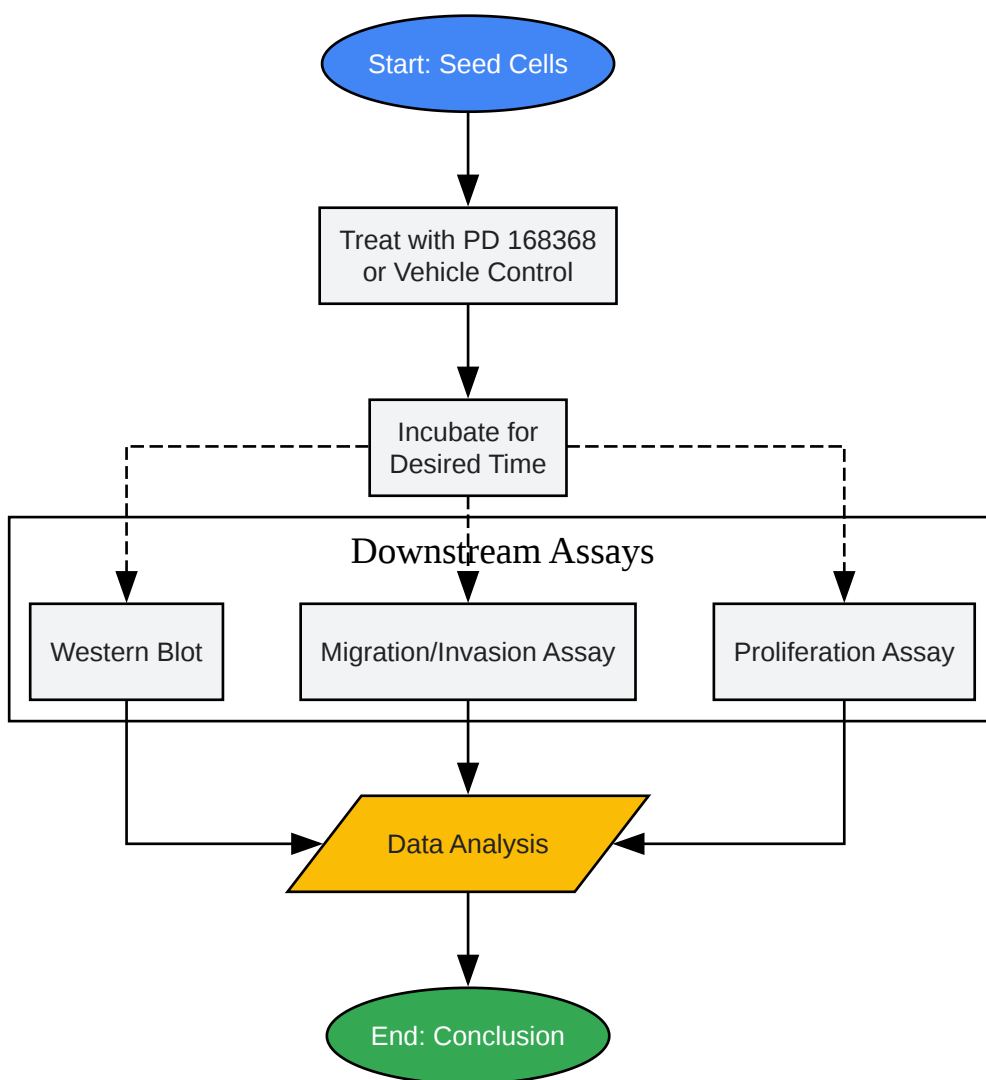 Start: Seed Cells
Treat with PD 168368
or Vehicle Control
Incubate for
Desired Time
Downstream Assays
Western Blot
Migration/Invasion Assay
Proliferation Assay
Data Analysis
End: Conclusion